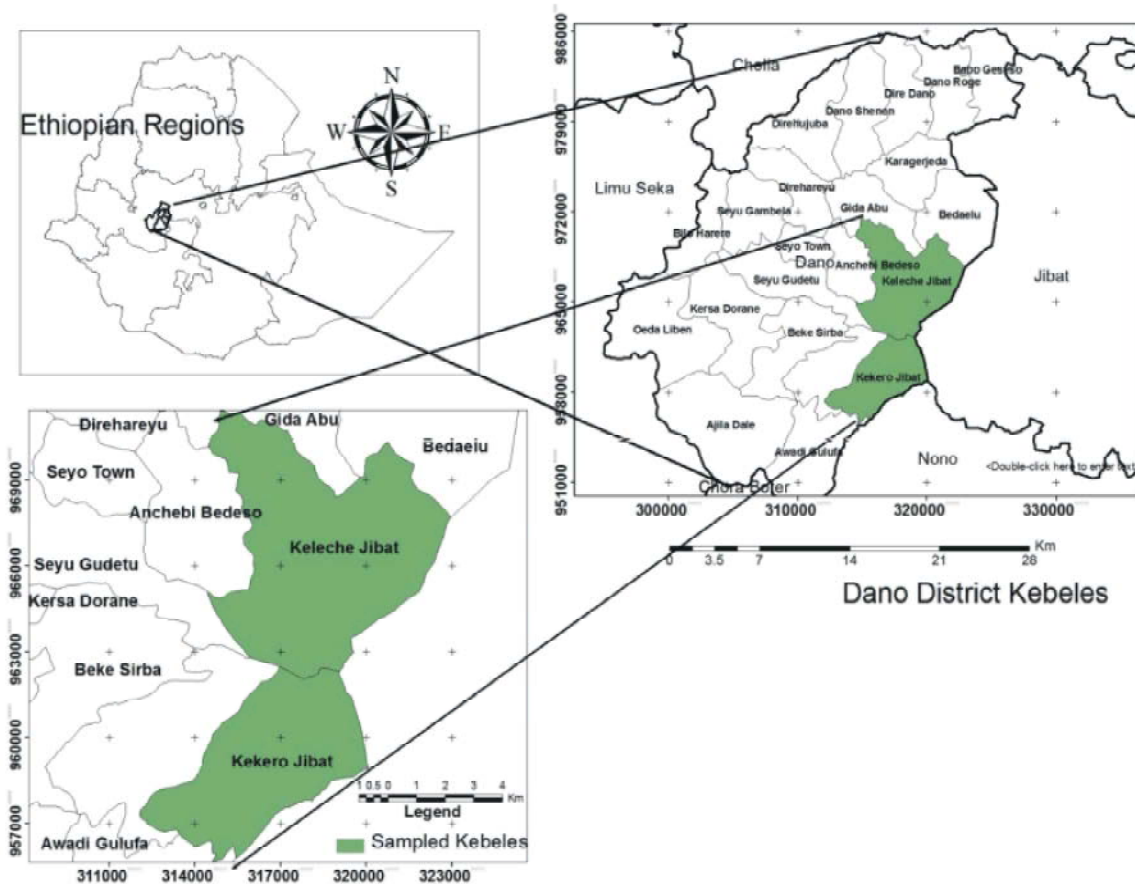 Ethiopian Regions
N
W E
S
986000
979000
972000
965000
958000
951000
Chelia
Babo Geseso
Dano Roge
Dire Dano
Dano Shenen
Direhujuba
Karagerjeda
Limu Seka
Direhareyu
Seyu Gambela
Gida Abu
Bedaelu
Bilo Harere
Seyo Town
Dano
Anchebi Bedeso
Jibat
Seyu Gudetu
Keleche Jibat
Kersa Dorane
Oeda Liben
Beke Sirba
Kekero Jibat
Ajila Dale
Awadi Gulufa
Nono
<Double-click here to enter text
Chora Boter
300000 310000 320000 330000
Km
0 3.5 7 14 21 28
Dano District Kebeles
969000
966000
963000
960000
957000
Direhareyu
Gida Abu
Bedaeiu
Seyo Town
Anchebi Bedeso
Keleche Jibat
Seyu Gudetu
Kersa Dorane
Beke Sirba
Kekero Jibat
1 0.5 0 1 2 3 4
Km
Legend
Sampled Kebeles
Awadi Gulufa
311000 314000 317000 320000 323000